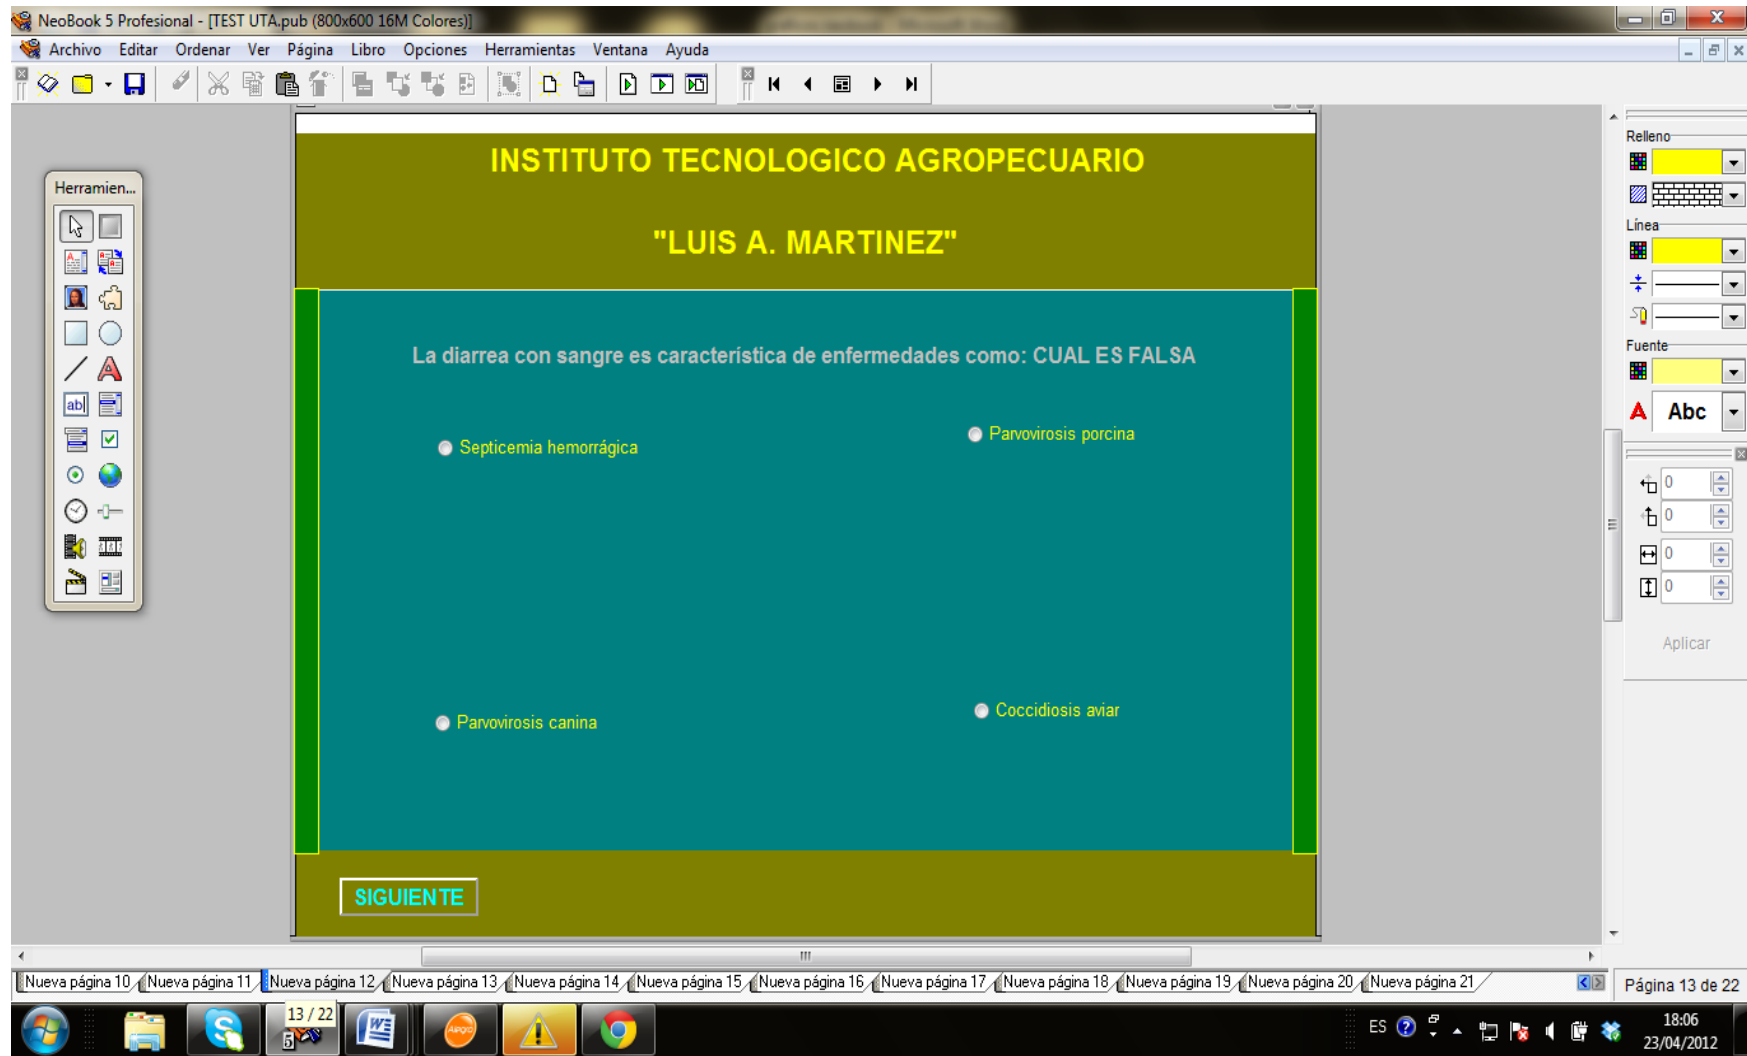 NeoBook 5 Profesional - [TEST UTA.pub (800x600 16M Colores)]
Archivo Editar Ordenar Ver Página Libro Opciones Herramientas Ventana Ayuda
Herramien...
INSTITUTO TECNOLOGICO AGROPECUARIO
"LUIS A. MARTINEZ"
La diarrea con sangre es característica de enfermedades como: CUAL ES FALSA
Septicemia hemorrágica
Parvovirosis porcina
Parvovirosis canina
Coccidiosis aviar
SIGUIENTE
Relleno
Línea
Fuente
A Abc
0
0
0
0
Aplicar
Nueva página 10 Nueva página 11 Nueva página 12 Nueva página 13 Nueva página 14 Nueva página 15 Nueva página 16 Nueva página 17 Nueva página 18 Nueva página 19 Nueva página 20 Nueva página 21
Página 13 de 22
13 / 22
ES
18:06
23/04/2012